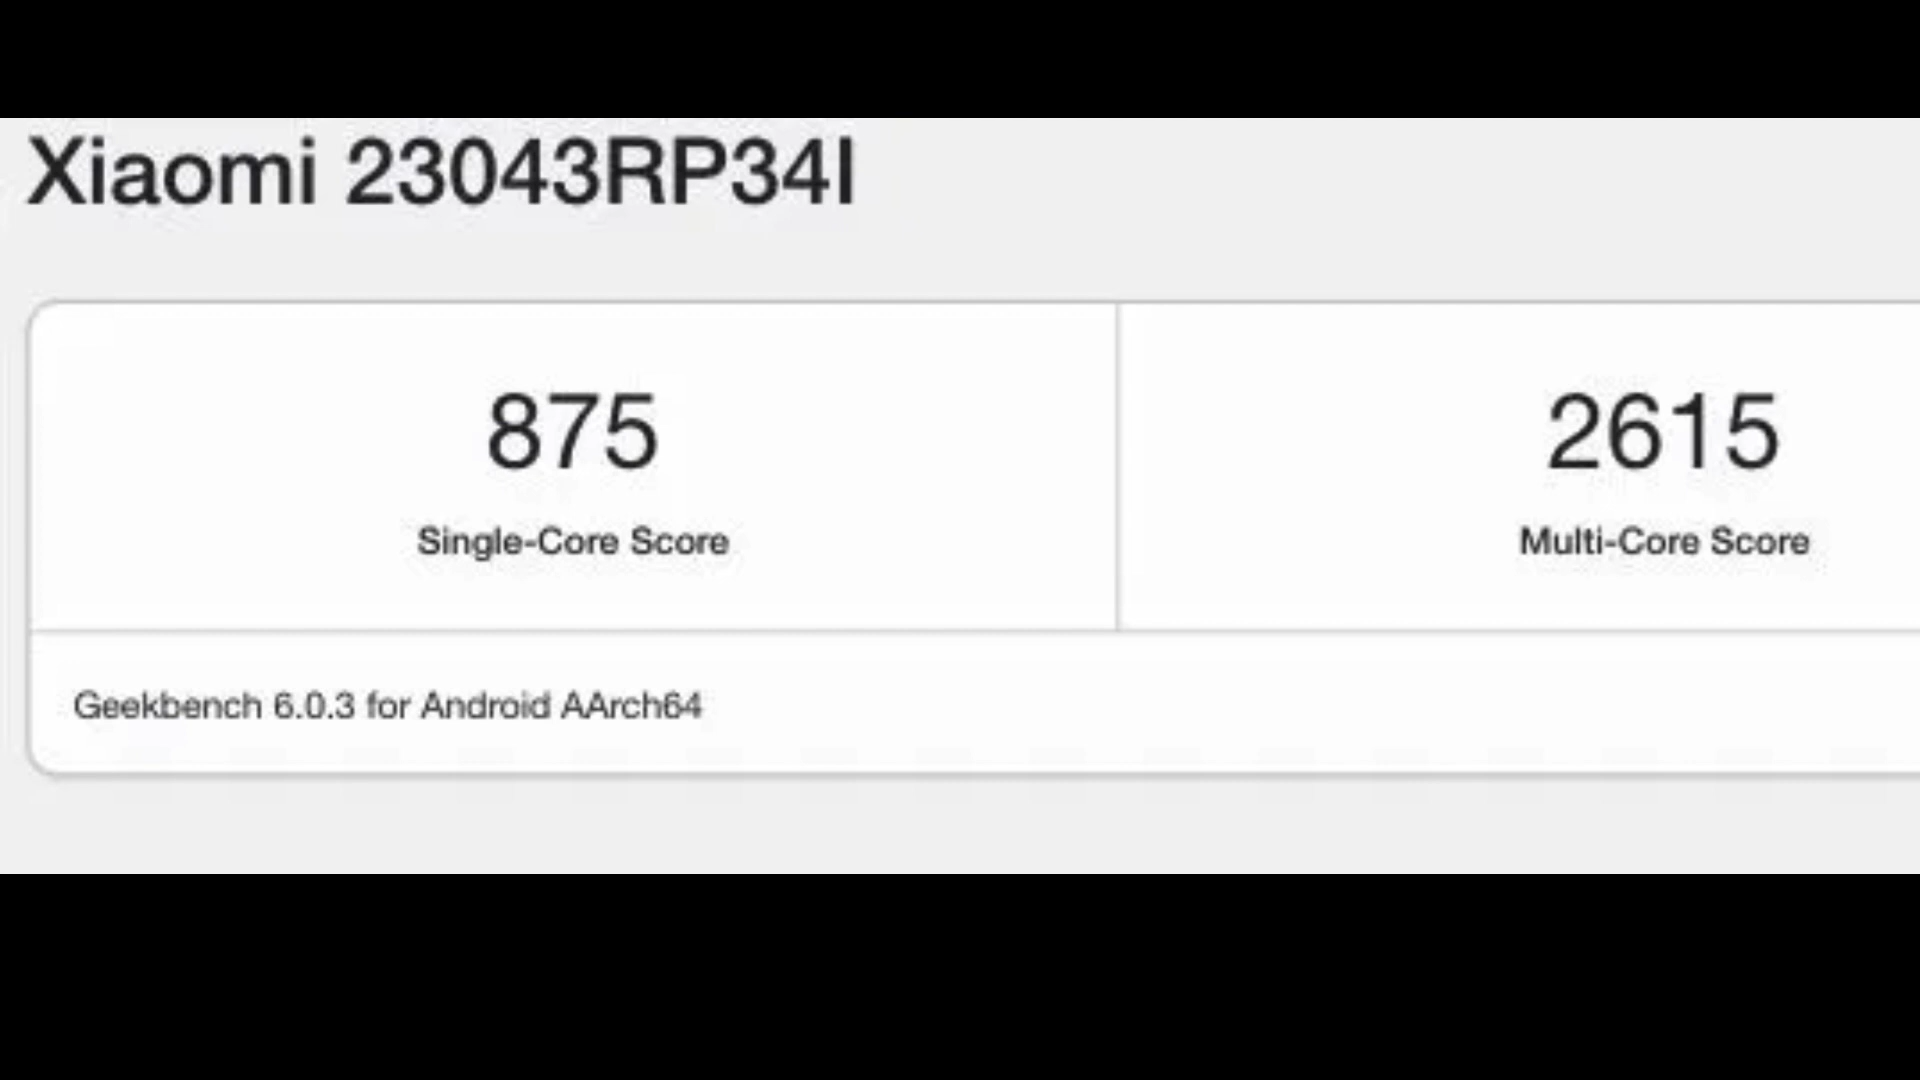 Xiaomi 23043RP34I
875
2615
Single-Core Score
Multi-Core Score
Geekbench 6.0.3 for Android AArch64